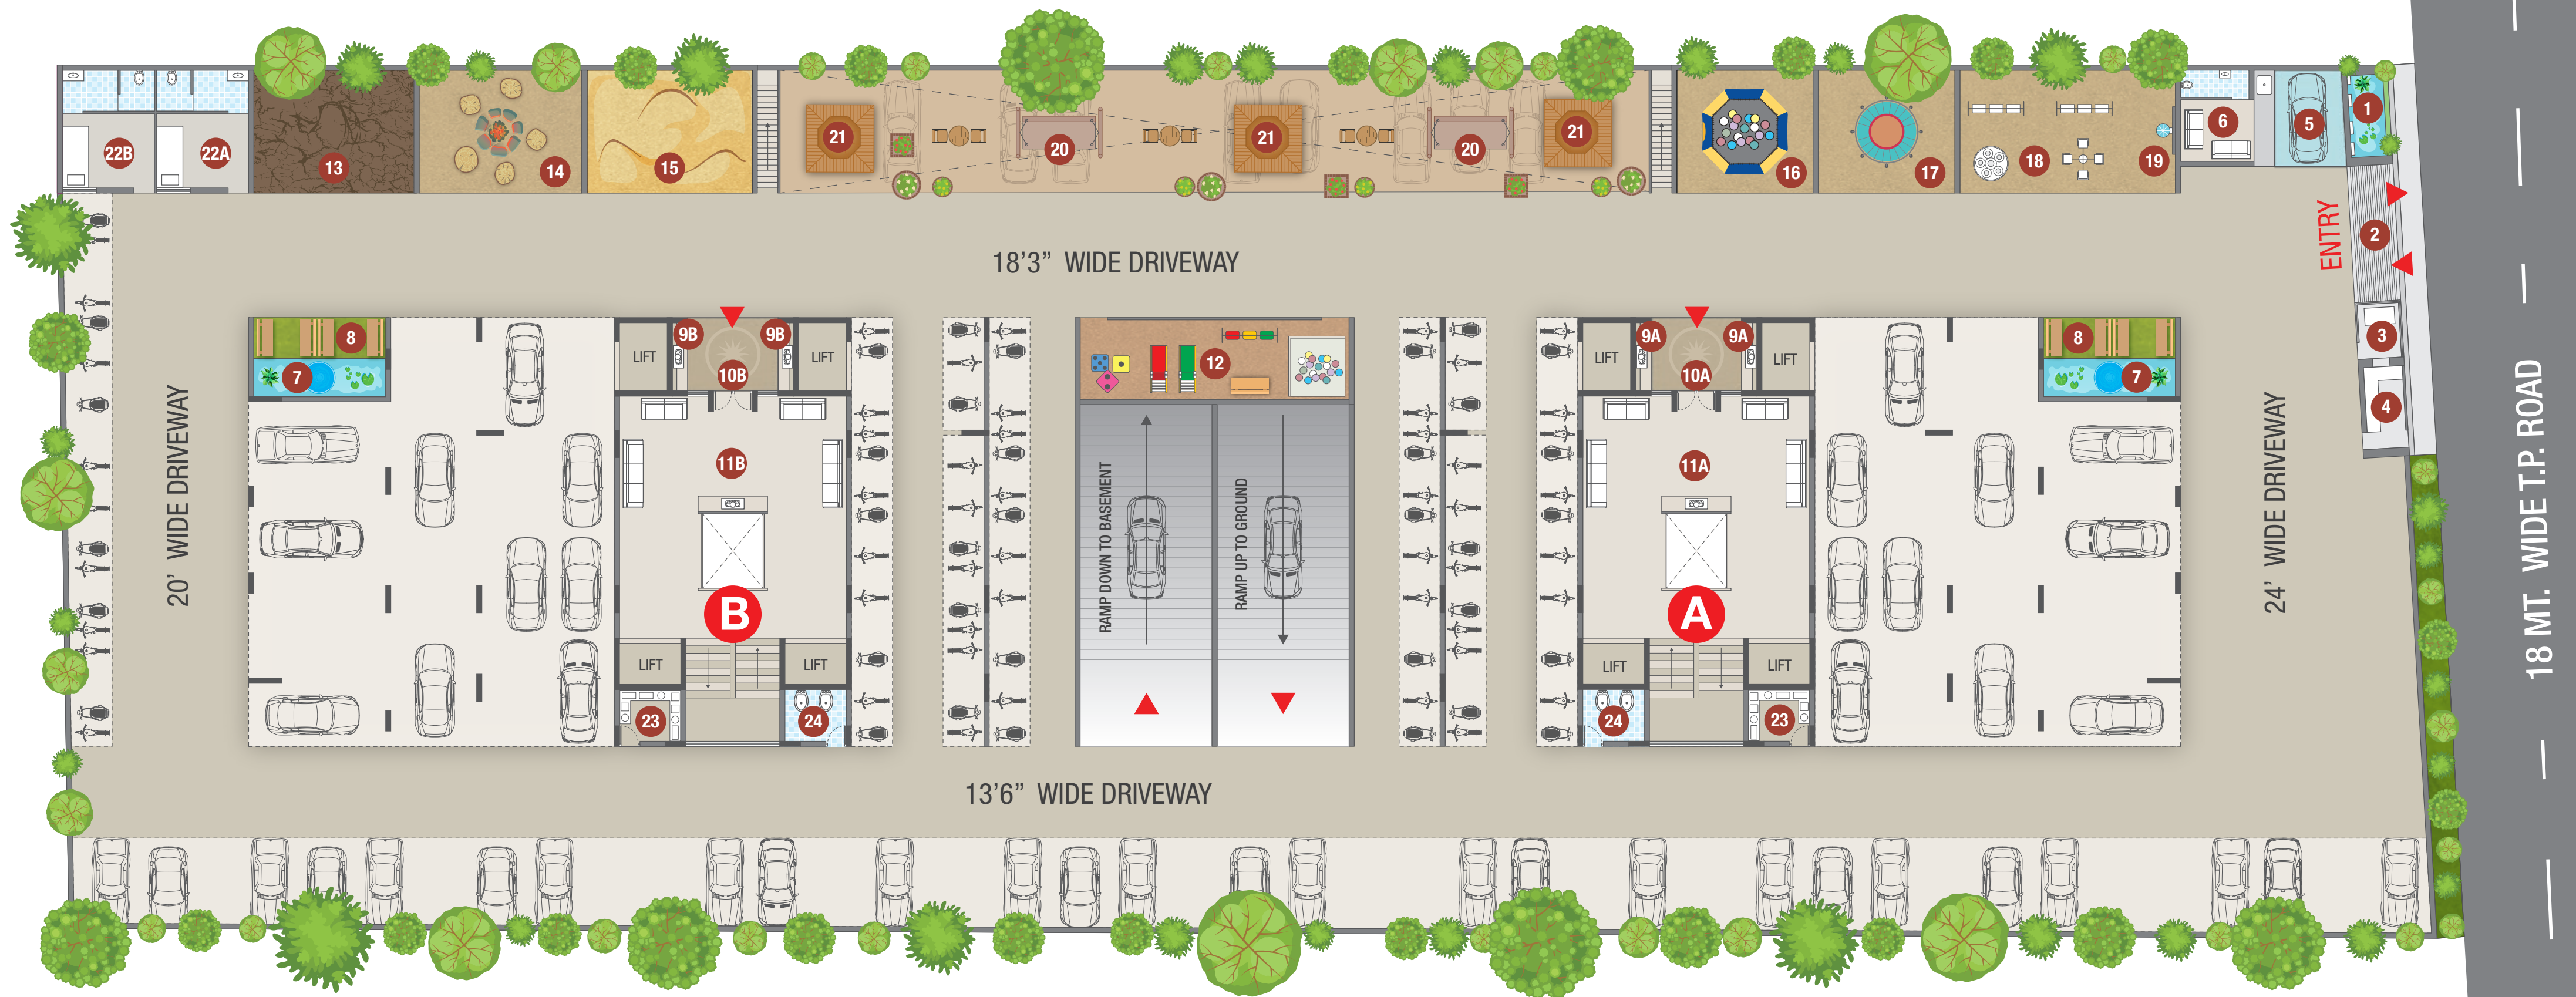 1
5
6
21
21
21
22B
22A
13
14
15
20
20
16
17
18
19
ENTRY
2
18'3” WIDE DRIVEWAY
8
7
LIFT
9B
9B
LIFT
10B
12
LIFT
9A
9A
LIFT
10A
8
7
3
4
20' WIDE DRIVEWAY
11B
RAMP DOWN TO BASEMENT
RAMP UP TO GROUND
11A
24' WIDE DRIVEWAY
18 MT. WIDE T.P. ROAD
B
A
LIFT
LIFT
LIFT
LIFT
23
24
24
23
13'6” WIDE DRIVEWAY